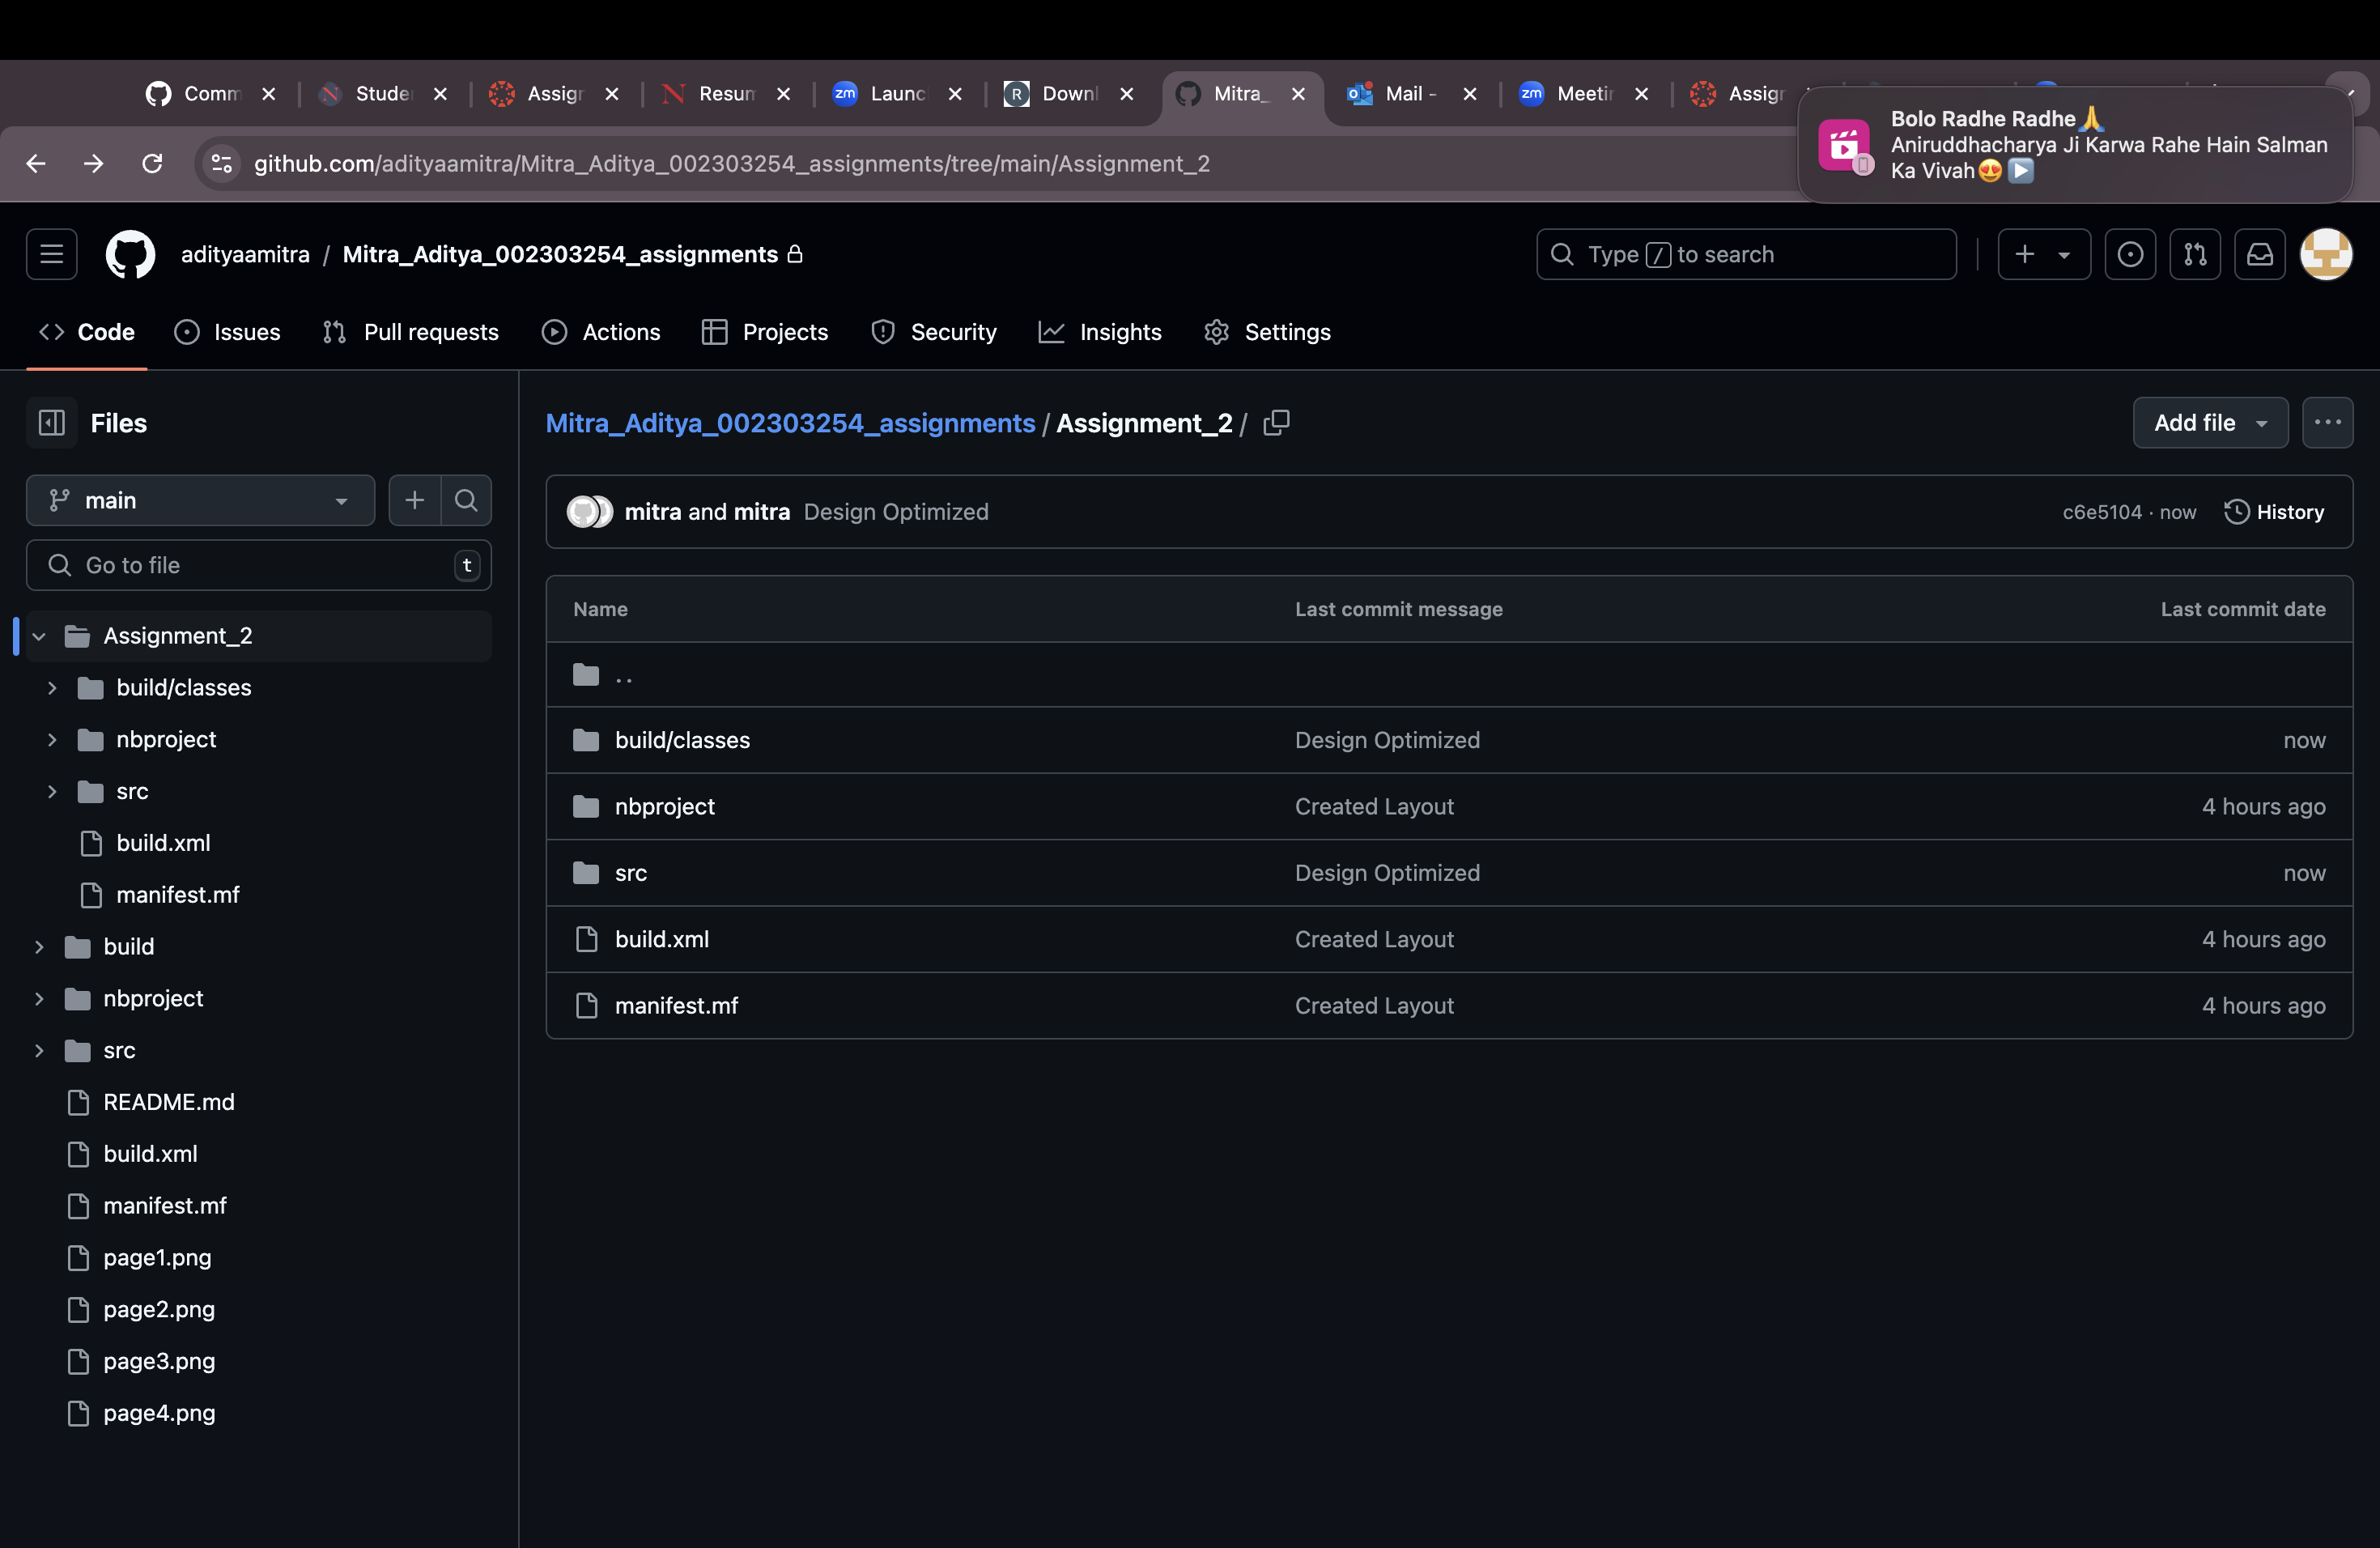 Comm
Stude
Assign
Resum
zm Launc
R Downl
Mitra_
Mail -
zm Meetin
Assign
github.com/adityaamitra/Mitra_Aditya_002303254_assignments/tree/main/Assignment_2
Bolo Radhe Radhe🙏
Aniruddhacharya Ji Karwa Rahe Hain Salman
Ka Vivah😍▶️
adityaamitra / Mitra_Aditya_002303254_assignments
Type / to search
Code
Issues
Pull requests
Actions
Projects
Security
Insights
Settings
Files
main
Go to file t
Assignment_2
build/classes
nbproject
src
build.xml
manifest.mf
build
nbproject
src
README.md
build.xml
manifest.mf
page1.png
page2.png
page3.png
page4.png
Mitra_Aditya_002303254_assignments / Assignment_2 /
Add file
mitra and mitra Design Optimized
c6e5104 · now
History
Name Last commit message Last commit date
..
build/classes Design Optimized now
nbproject Created Layout 4 hours ago
src Design Optimized now
build.xml Created Layout 4 hours ago
manifest.mf Created Layout 4 hours ago